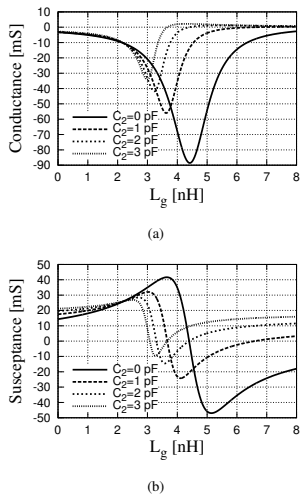 10
0
-10
-20
-30
-40
-50
-60
-70
-80
-90
Conductance [mS]
C2=0 pF
C2=1 pF
C2=2 pF
C2=3 pF
0 1 2 3 4 5 6 7 8
Lg [nH]
(a)
50
40
30
20
10
0
-10
-20
-30
-40
-50
Susceptance [mS]
C2=0 pF
C2=1 pF
C2=2 pF
C2=3 pF
0 1 2 3 4 5 6 7 8
Lg [nH]
(b)